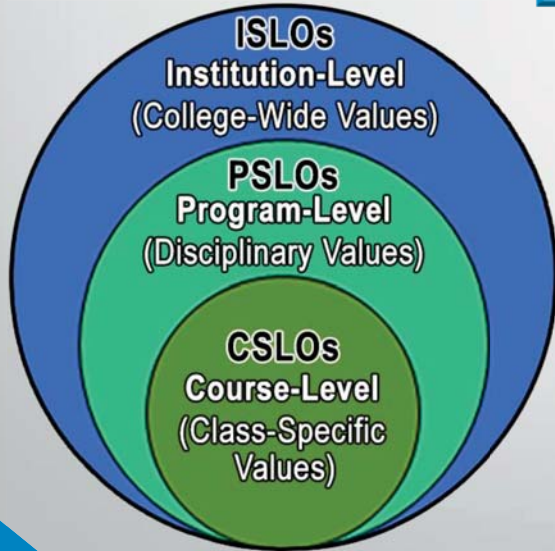 ISLOs
Institution-Level
(College-Wide Values)
PSLOs
Program-Level
(Disciplinary Values)
CSLOs
Course-Level
(Class-Specific
Values)